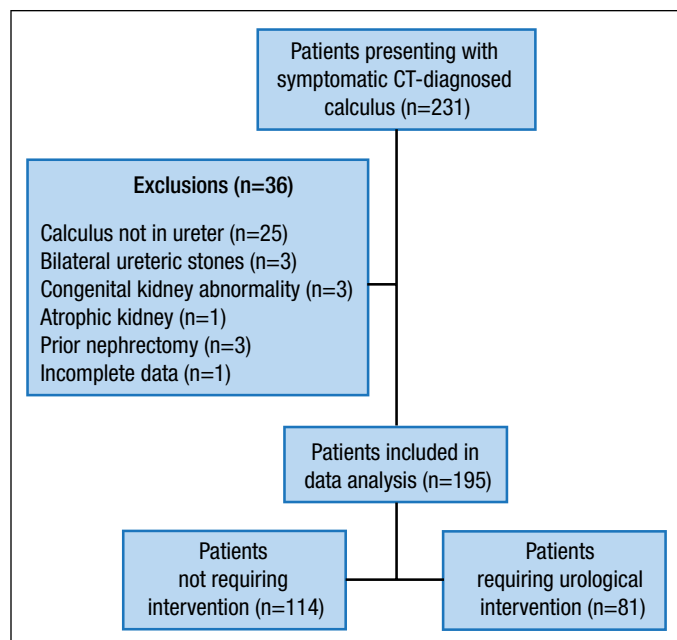 Patients presenting with
symptomatic CT-diagnosed
calculus (n=231)
Exclusions (n=36)
Calculus not in ureter (n=25)
Bilateral ureteric stones (n=3)
Congenital kidney abnormality (n=3)
Atrophic kidney (n=1)
Prior nephrectomy (n=3)
Incomplete data (n=1)
Patients included in
data analysis (n=195)
Patients
not requiring
intervention (n=114)
Patients
requiring urological
intervention (n=81)